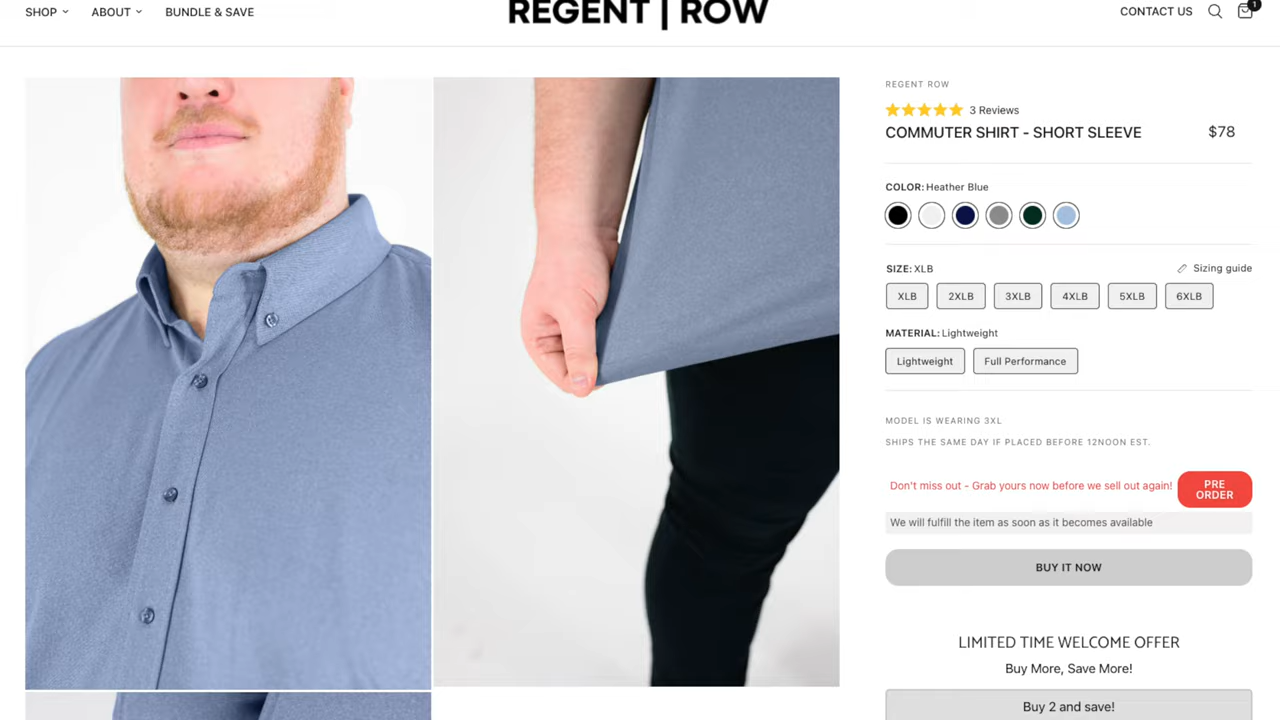 SHOP
ABOUT
BUNDLE & SAVE
REGENT | ROW
CONTACT US
1
REGENT ROW
3 Reviews
COMMUTER SHIRT - SHORT SLEEVE
$78
COLOR: Heather Blue
SIZE: XLB
Sizing guide
XLB
2XLB
3XLB
4XLB
5XLB
6XLB
MATERIAL: Lightweight
Lightweight
Full Performance
MODEL IS WEARING 3XL
SHIPS THE SAME DAY IF PLACED BEFORE 12NOON EST.
Don't miss out - Grab yours now before we sell out again!
PRE
ORDER
We will fulfill the item as soon as it becomes available
BUY IT NOW
LIMITED TIME WELCOME OFFER
Buy More, Save More!
Buy 2 and save!